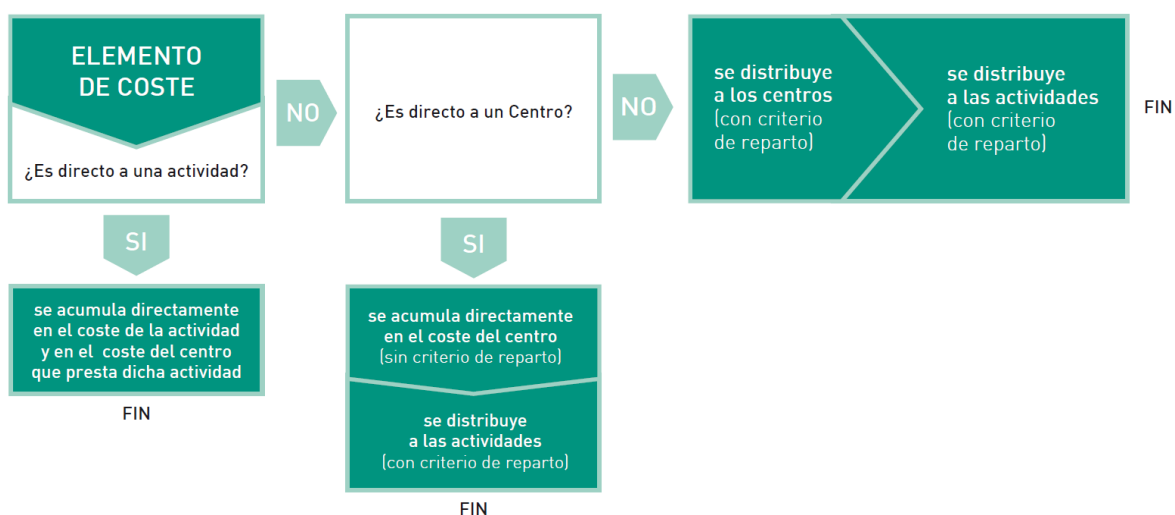 ELEMENTO
DE COSTE
¿Es directo a una actividad?
NO
¿Es directo a un Centro?
NO
se distribuye
a los centros
(con criterio
de reparto)
se distribuye
a las actividades
(con criterio
de reparto)
FIN
SI
se acumula directamente
en el coste de la actividad
y en el coste del centro
que presta dicha actividad
FIN
SI
se acumula directamente
en el coste del centro
(sin criterio de reparto)
se distribuye
a las actividades
(con criterio de reparto)
FIN